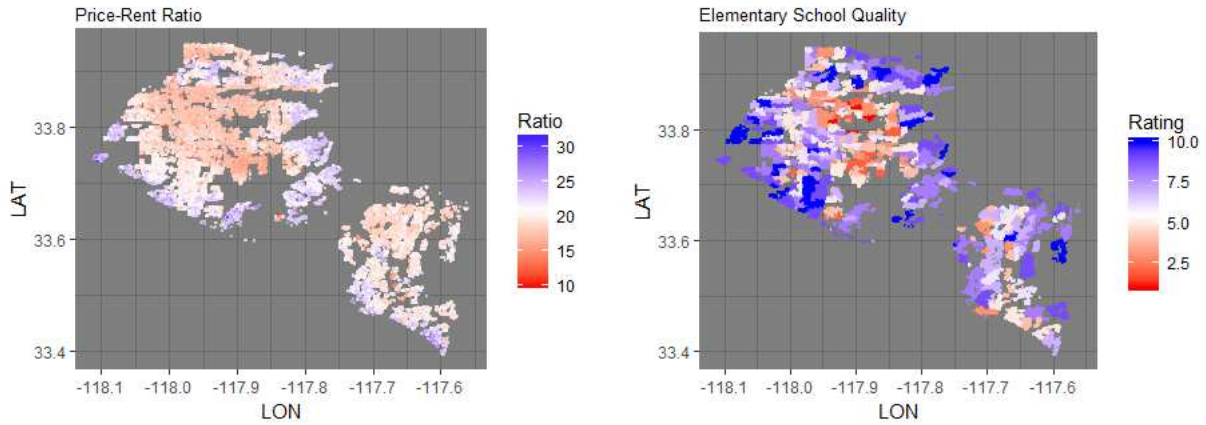 Price-Rent Ratio
LAT
33.8
33.6
33.4
-118.1 -118.0 -117.9 -117.8 -117.7 -117.6
LON
Ratio
30
25
20
15
10
Elementary School Quality
LAT
33.8
33.6
33.4
-118.1 -118.0 -117.9 -117.8 -117.7 -117.6
LON
Rating
10.0
7.5
5.0
2.5